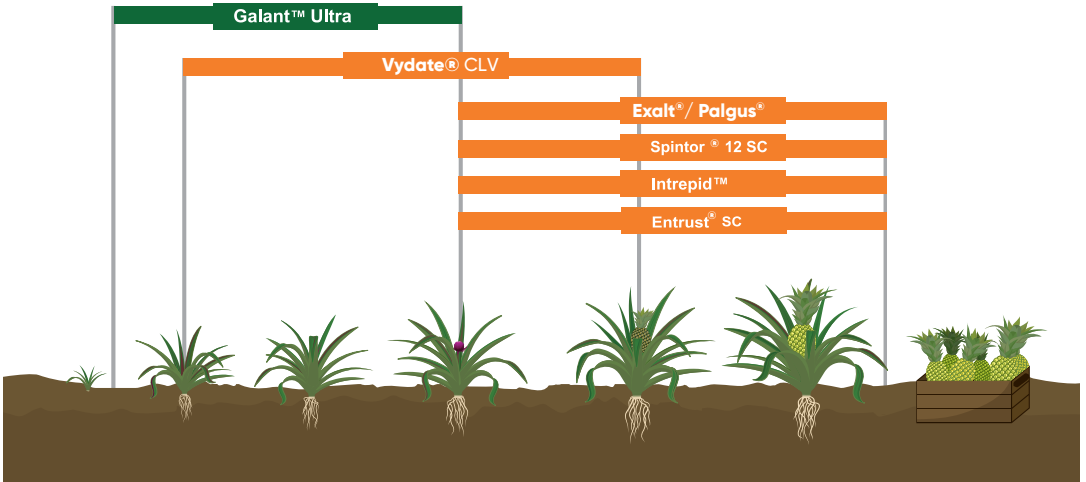 Galant™ Ultra
Vydate® CLV
Exalt®/ Palgus®
Spintor ® 12 SC
Intrepid™
Entrust® SC